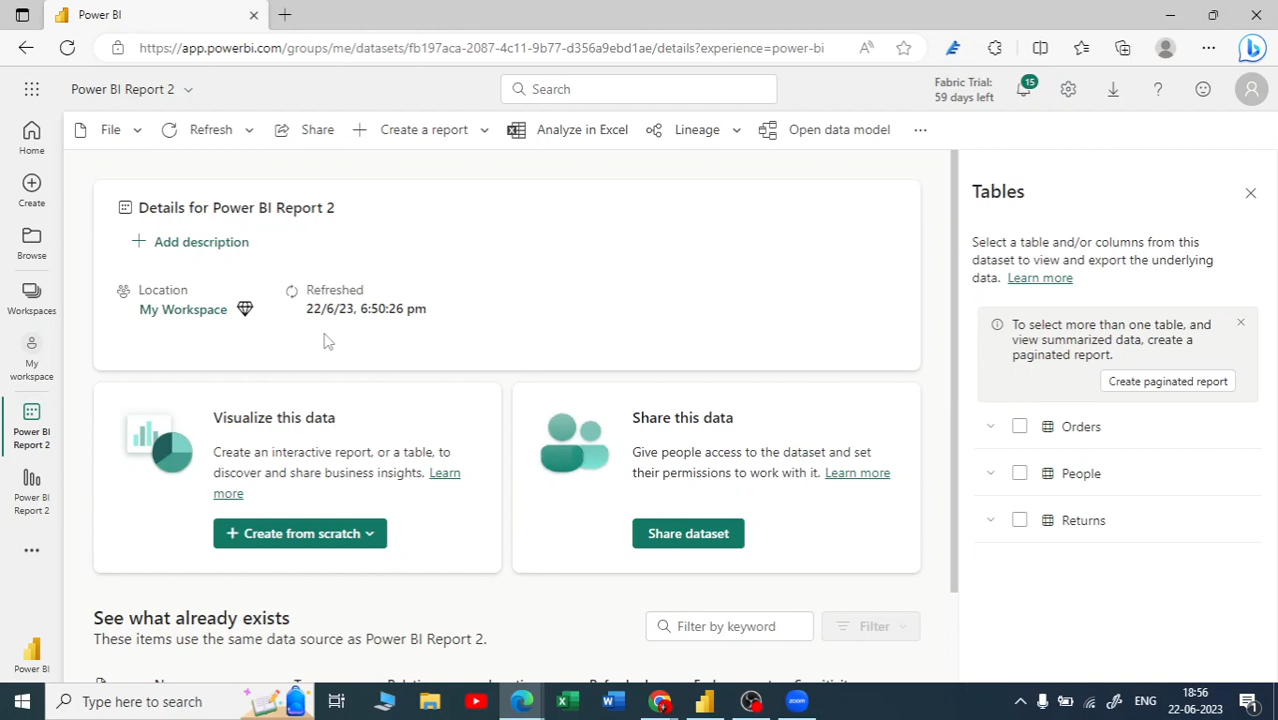 Power BI
https://app.powerbi.com/groups/me/datasets/fb197aca-2087-4c11-9b77-d356a9ebd1ae/details?experience=power-bi
Power BI Report 2
Search
Fabric Trial:
59 days left
15
File
Refresh
Share
Create a report
Analyze in Excel
Lineage
Open data model
Home
Create
Browse
Workspaces
My
workspace
Power BI
Report 2
Power BI
Report 2
Power BI
Details for Power BI Report 2
Add description
Location
My Workspace
Refreshed
22/6/23, 6:50:26 pm
Visualize this data
Create an interactive report, or a table, to
discover and share business insights. Learn
more
Create from scratch
Share this data
Give people access to the dataset and set
their permissions to work with it. Learn more
Share dataset
See what already exists
These items use the same data source as Power BI Report 2.
Filter by keyword
Filter
Tables
Select a table and/or columns from this
dataset to view and export the underlying
data. Learn more
To select more than one table, and
view summarized data, create a
paginated report.
Create paginated report
Orders
People
Returns
Type here to search
ENG
18:56
22-06-2023
1